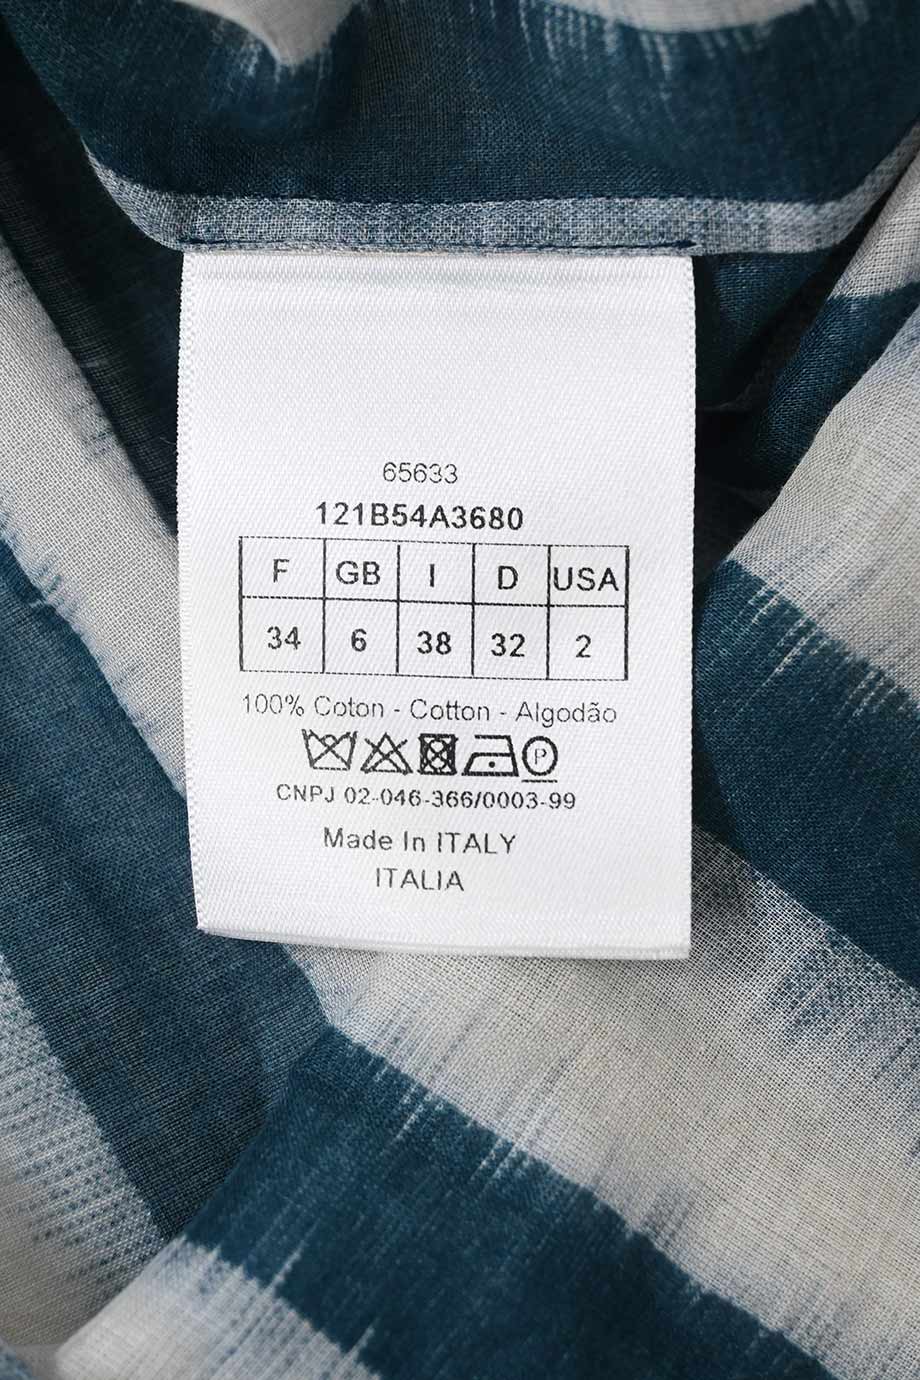 65633
121B54A3680
F GB I D USA
34 6 38 32 2
100% Coton - Cotton - Algodão
P
CNPJ 02-046-366/0003-99
Made In ITALY
ITALIA